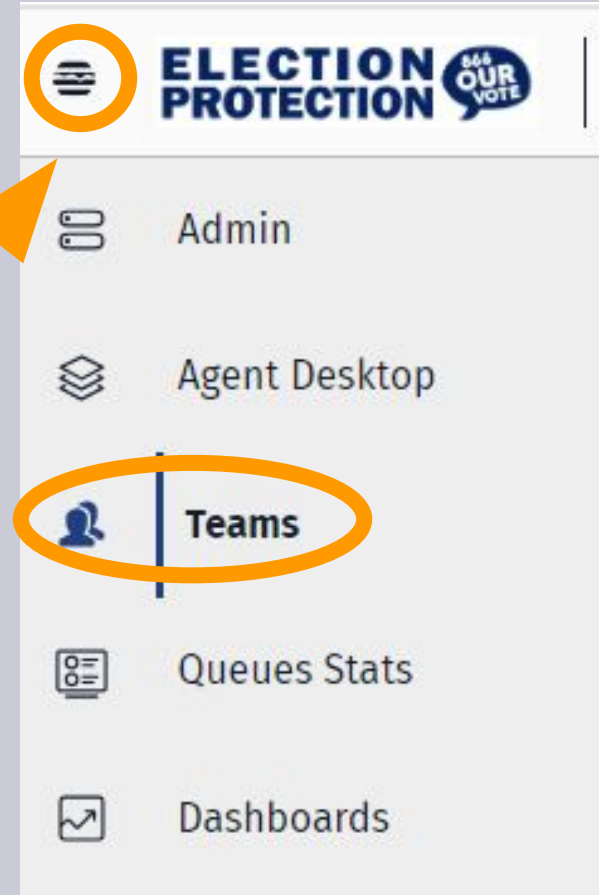 ELECTION
PROTECTION
866
OUR
VOTE
Admin
Agent Desktop
Teams
Queues Stats
Dashboards